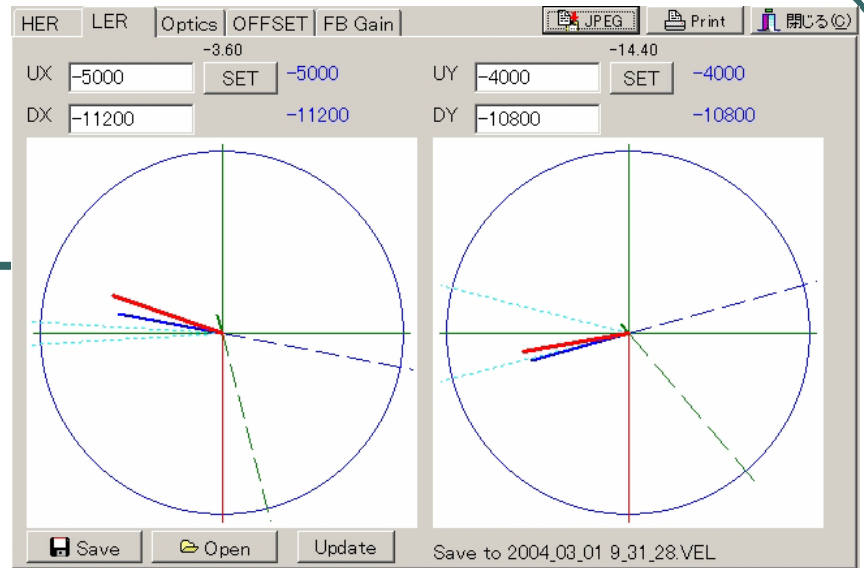 HER LER Optics OFFSET FB Gain JPEG Print 閉じる(C)
-3.60 -14.40
UX -5000 SET -5000 UY -4000 SET -4000
DX -11200 -11200 DY -10800 -10800
Save Open Update Save to 2004_03_01 9_31_28.VEL